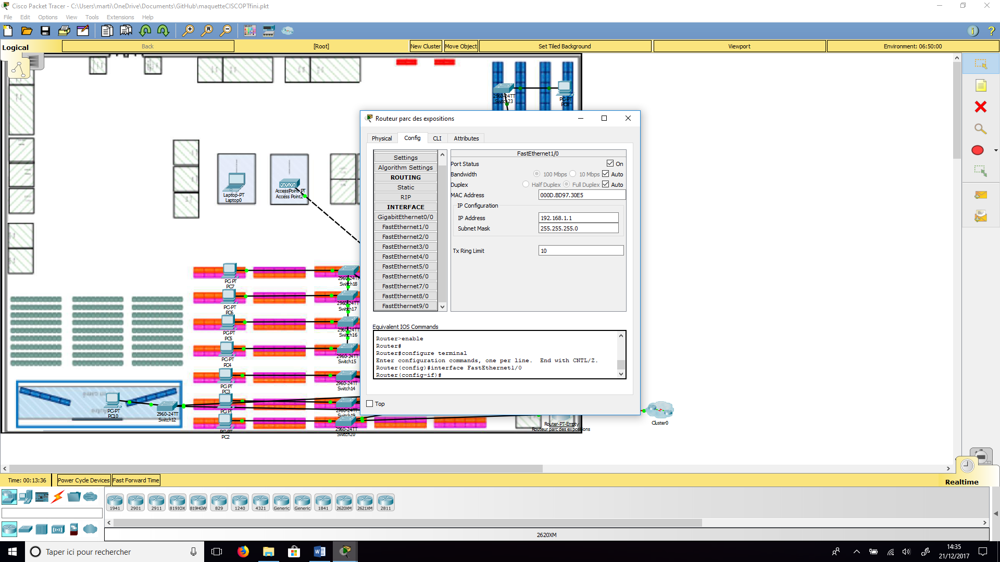 Cisco Packet Tracer - C:\Users\marti\OneDrive\Documents\GitHub\maquetteCISCOPTfini.pkt
File Edit Options View Tools Extensions Help
Logical Back [Root] New Cluster Move Object Set Tiled Background Viewport Environment: 06:50:00
2960-24TT
Switch23
PC-PT
PC8
Laptop-PT
Laptop0
AccessPoint-PT
Access Point2
Routeur parc des expositions
Physical Config CLI Attributes
Settings
Algorithm Settings
ROUTING
Static
RIP
INTERFACE
GigabitEthernet0/0
FastEthernet1/0
FastEthernet2/0
FastEthernet3/0
FastEthernet4/0
FastEthernet5/0
FastEthernet6/0
FastEthernet7/0
FastEthernet8/0
FastEthernet9/0
FastEthernet1/0
Port Status On
Bandwidth 100 Mbps 10 Mbps Auto
Duplex Half Duplex Full Duplex Auto
MAC Address 000D.BD97.30E5
IP Configuration
IP Address 192.168.1.1
Subnet Mask 255.255.255.0
Tx Ring Limit 10
Equivalent IOS Commands
Router>enable
Router#
Router#configure terminal
Enter configuration commands, one per line. End with CNTL/Z.
Router(config)#interface FastEthernet1/0
Router(config-if)#
Top
PC-PT
PC7
2960-24TT
Switch18
PC-PT
PC6
2960-24TT
Switch17
PC-PT
PC5
2960-24TT
Switch16
PC-PT
PC4
2960-24TT
Switch15
PC-PT
PC3
2960-24TT
Switch14
2960-24TT
Switch19
PC-PT
PC2
2960-24TT
Switch20
PC-PT
PC10
2960-24TT
Switch12
Router-PT-Empty
Routeur parc des expositions
Cluster0
Time: 00:13:36 Power Cycle Devices Fast Forward Time Realtime
1941 2901 2911 819IOX 819HGW 829 1240 4321 Generic Generic 1841 2620XM 2621XM 2811
2620XM
Taper ici pour rechercher
14:35
21/12/2017